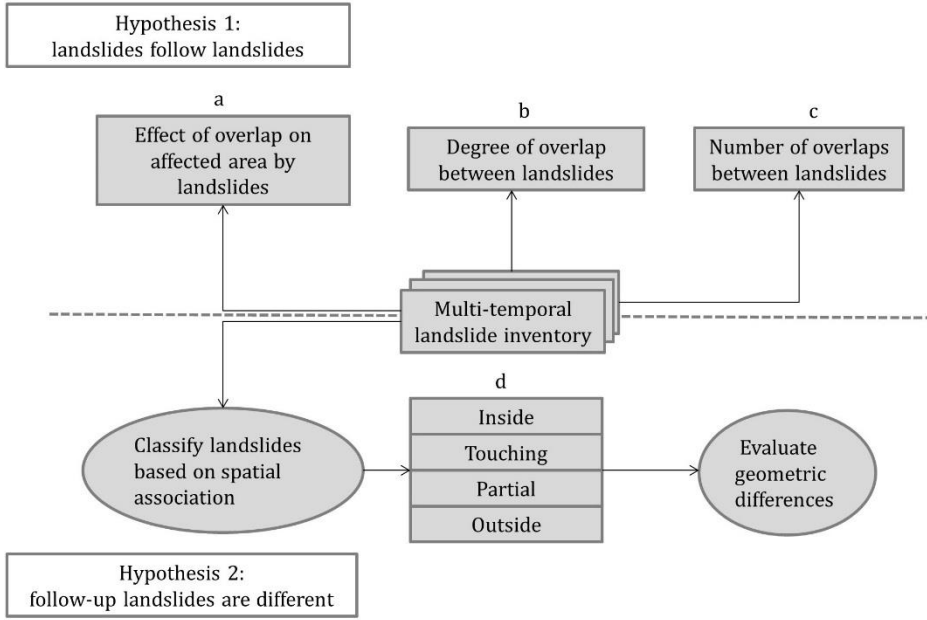 Hypothesis 1:
landslides follow landslides
a
Effect of overlap on
affected area by
landslides
b
Degree of overlap
between landslides
c
Number of overlaps
between landslides
Multi-temporal
landslide inventory
Classify landslides
based on spatial
association
d
Inside
Touching
Partial
Outside
Evaluate
geometric
differences
Hypothesis 2:
follow-up landslides are different